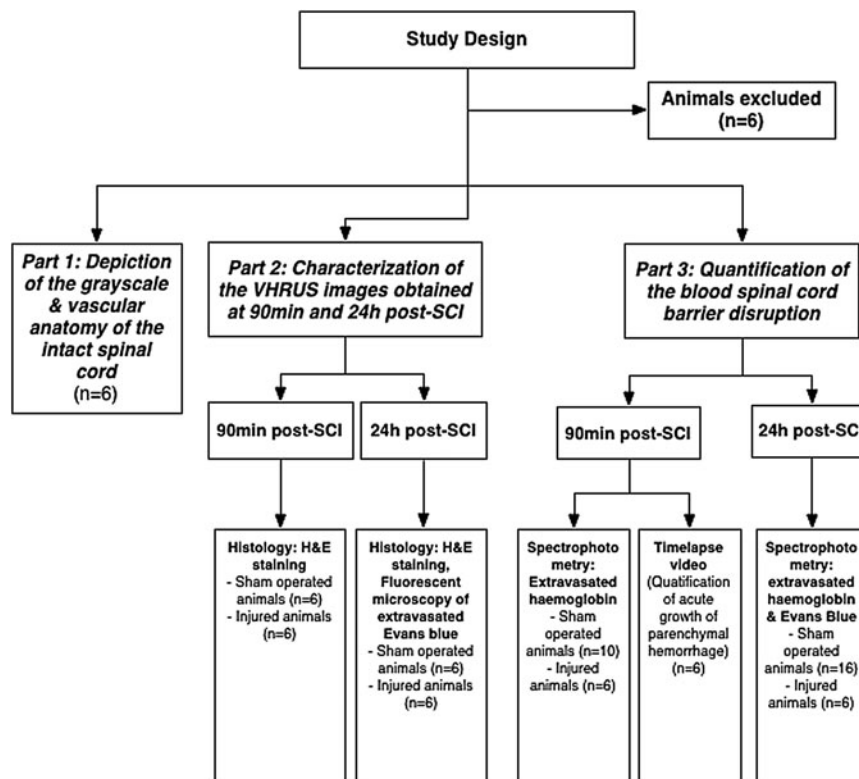 Study Design
Animals excluded
(n=6)
Part 1: Depiction
of the grayscale
& vascular
anatomy of the
intact spinal
cord
(n=6)
Part 2: Characterization of
the VHRUS images obtained
at 90min and 24h post-SCI
Part 3: Quantification of
the blood spinal cord
barrier disruption
90min post-SCI
24h post-SCI
90min post-SCI
24h post-SC
Histology: H&E
staining
- Sham operated
animals (n=6)
- Injured animals
(n=6)
Histology: H&E
staining,
Fluorescent
microscopy of
extravasated
Evans blue
- Sham operated
animals (n=6)
- Injured animals
(n=6)
Spectrophoto
metry:
Extravasated
haemoglobin
- Sham
operated
animals (n=10)
- Injured
animals (n=6)
Timelapse
video
(Quatification
of acute
growth of
parenchymal
hemorrhage)
(n=6)
Spectrophoto
metry:
extravasated
haemoglobin
& Evans Blue
- Sham
operated
animals (n=16)
- Injured
animals (n=6)